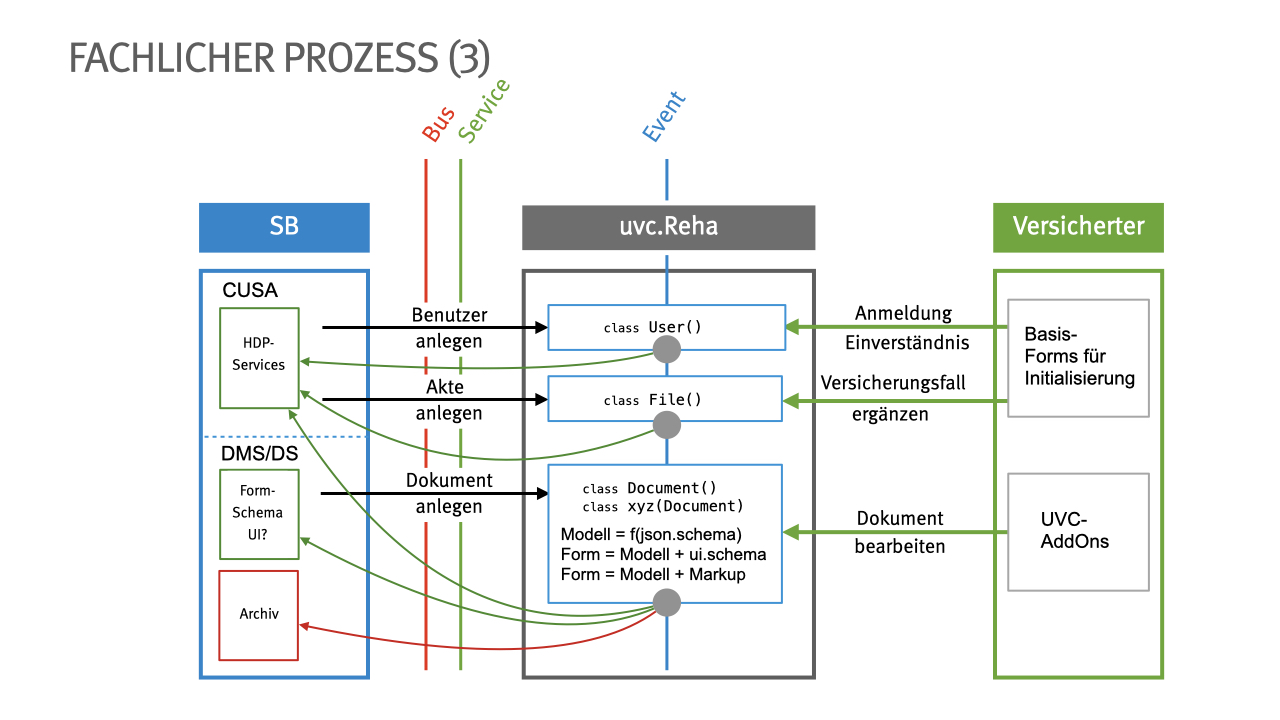 FACHLICHER PROZESS (3)
Bus
Service
Event
SB
uvc.Reha
Versicherter
CUSA
HDP-
Services
DMS/DS
Form-
Schema
UI?
Archiv
Benutzer
anlegen
Akte
anlegen
Dokument
anlegen
class User()
class File()
class Document()
class xyz(Document)
Modell = f(json.schema)
Form = Modell + ui.schema
Form = Modell + Markup
Anmeldung
Einverständnis
Versicherungsfall
ergänzen
Dokument
bearbeiten
Basis-
Forms für
Initialisierung
UVC-
AddOns